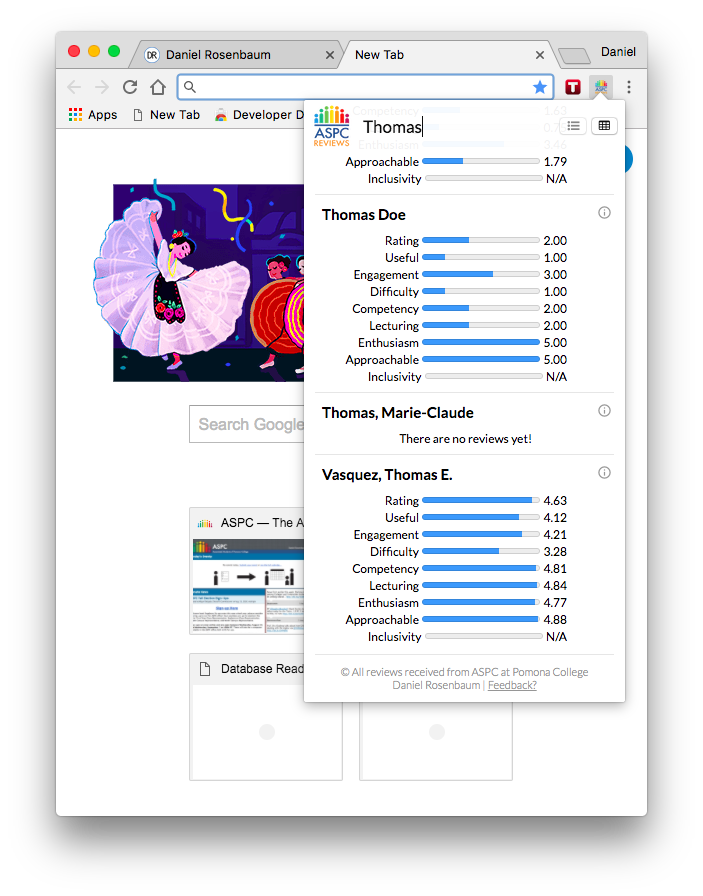 Daniel Rosenbaum
New Tab
Daniel
Apps
New Tab
Developer D
ASPC
REVIEWS
Thomas
Competency 1.63
Enthusiasm 3.46
Approachable 1.79
Inclusivity N/A
Thomas Doe
Rating 2.00
Useful 1.00
Engagement 3.00
Difficulty 1.00
Competency 2.00
Lecturing 2.00
Enthusiasm 5.00
Approachable 5.00
Inclusivity N/A
Search Google
Thomas, Marie-Claude
There are no reviews yet!
Vasquez, Thomas E.
Rating 4.63
Useful 4.12
Engagement 4.21
Difficulty 3.28
Competency 4.81
Lecturing 4.84
Enthusiasm 4.77
Approachable 4.88
Inclusivity N/A
ASPC — The A
ASPC
Database Read
© All reviews received from ASPC at Pomona College
Daniel Rosenbaum | Feedback?